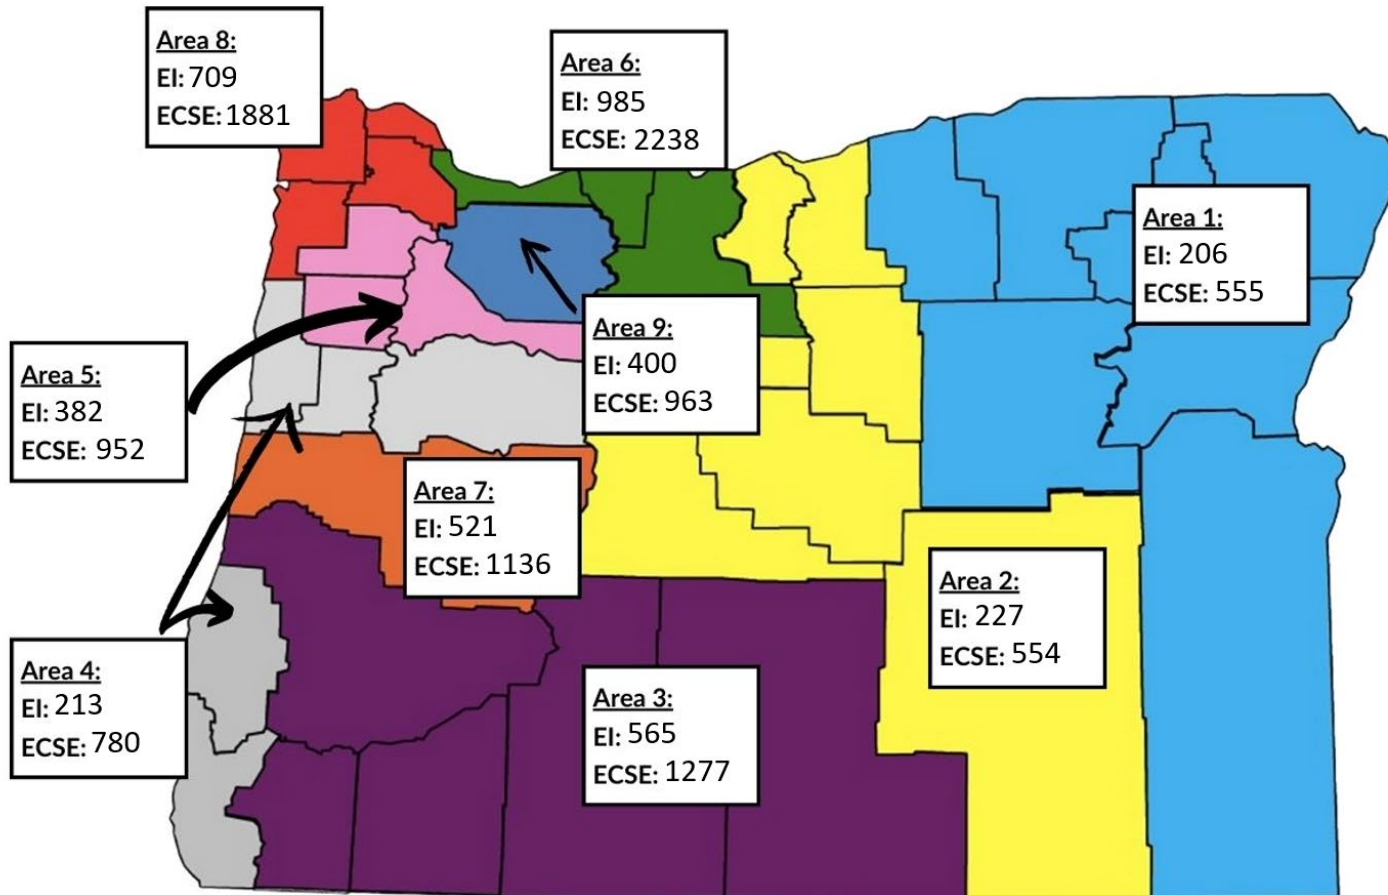 Area 8:
EI: 709
ECSE: 1881
Area 6:
EI: 985
ECSE: 2238
Area 1:
EI: 206
ECSE: 555
Area 9:
EI: 400
ECSE: 963
Area 5:
EI: 382
ECSE: 952
Area 7:
EI: 521
ECSE: 1136
Area 2:
EI: 227
ECSE: 554
Area 4:
EI: 213
ECSE: 780
Area 3:
EI: 565
ECSE: 1277